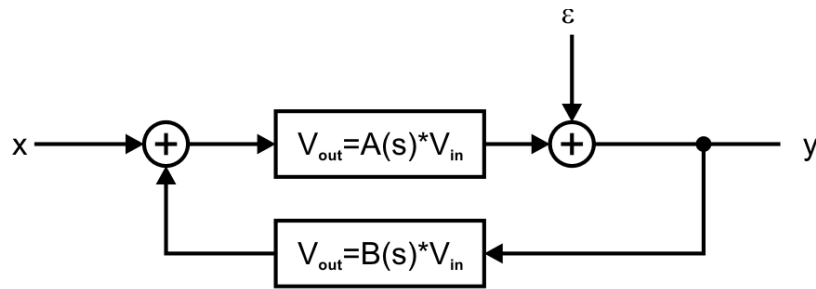 ε
x
+
V_out=A(s)*V_in
+
y
V_out=B(s)*V_in